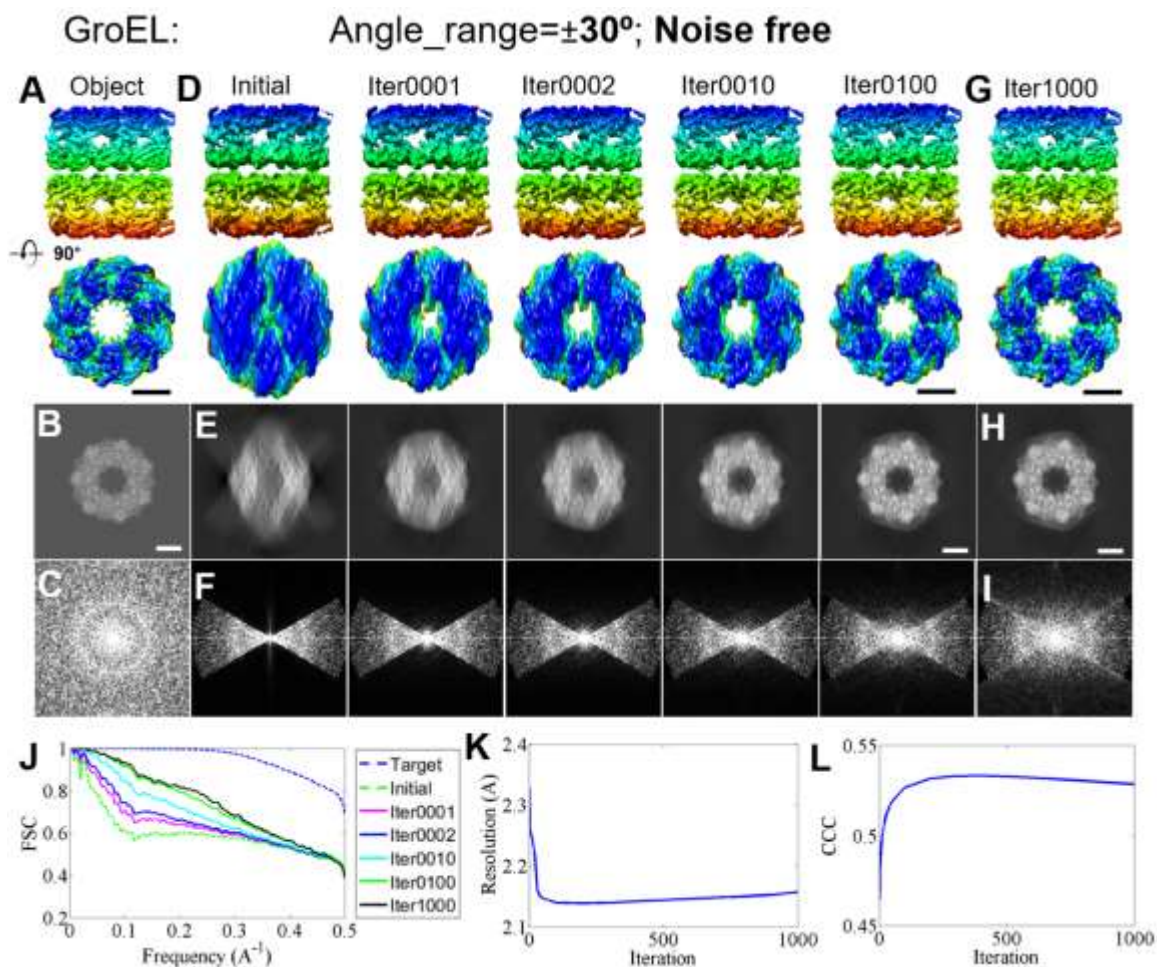 GroEL: Angle_range=±30º; Noise free
A Object D Initial Iter0001 Iter0002 Iter0010 Iter0100 G Iter1000
90°
B E H
C F I
J K L
1
0.8
0.6
0.4
0.2
FSC
0 0.1 0.2 0.3 0.4 0.5
Frequency (A⁻¹)
Target
Initial
Iter0001
Iter0002
Iter0010
Iter0100
Iter1000
2.4
2.3
2.2
2.1
Resolution (A)
0 500 1000
Iteration
0.55
0.5
0.45
CCC
0 500 1000
Iteration